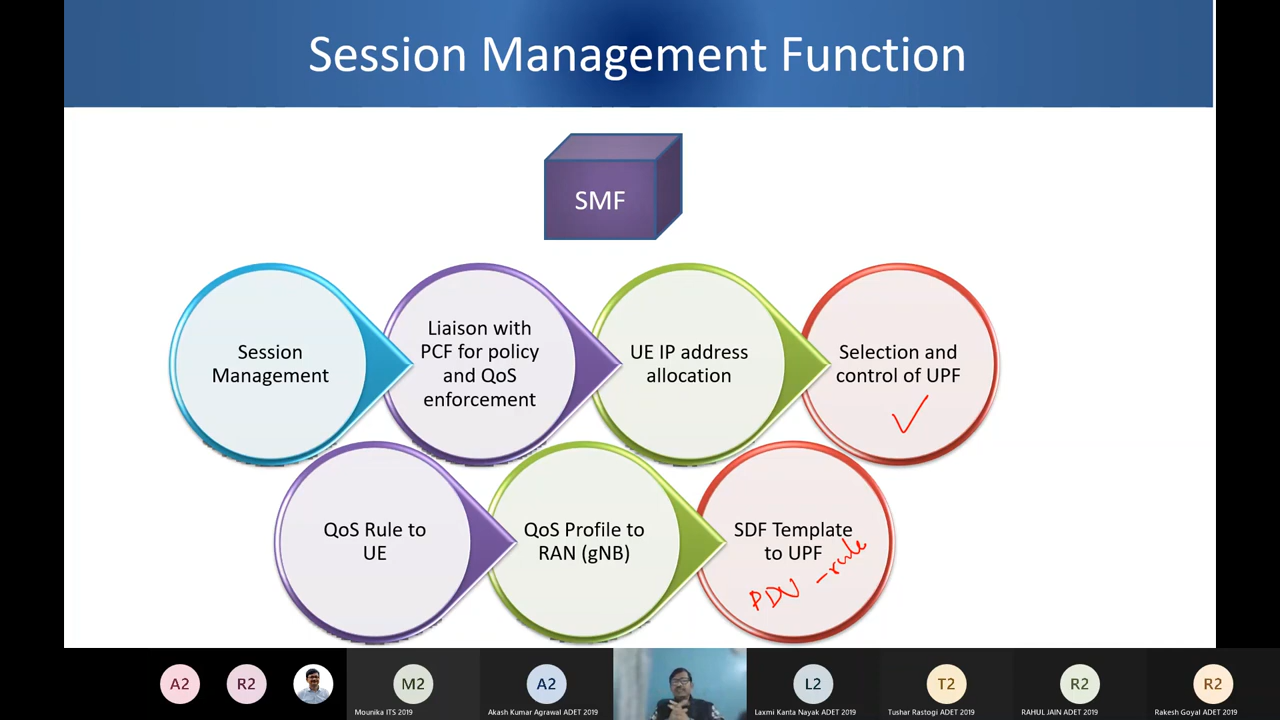 Session Management Function
SMF
Session
Management
Liaison with
PCF for policy
and QoS
enforcement
UE IP address
allocation
Selection and
control of UPF
QoS Rule to
UE
QoS Profile to
RAN (gNB)
SDF Template
to UPF
PDU - rule
A2
R2
M2
Mounika ITS 2019
A2
Akash Kumar Agrawal ADET 2019
L2
Laxmi Kanta Nayak ADET 2019
T2
Tushar Rastogi ADET 2019
R2
RAHUL JAIN ADET 2019
R2
Rakesh Goyal ADET 2019